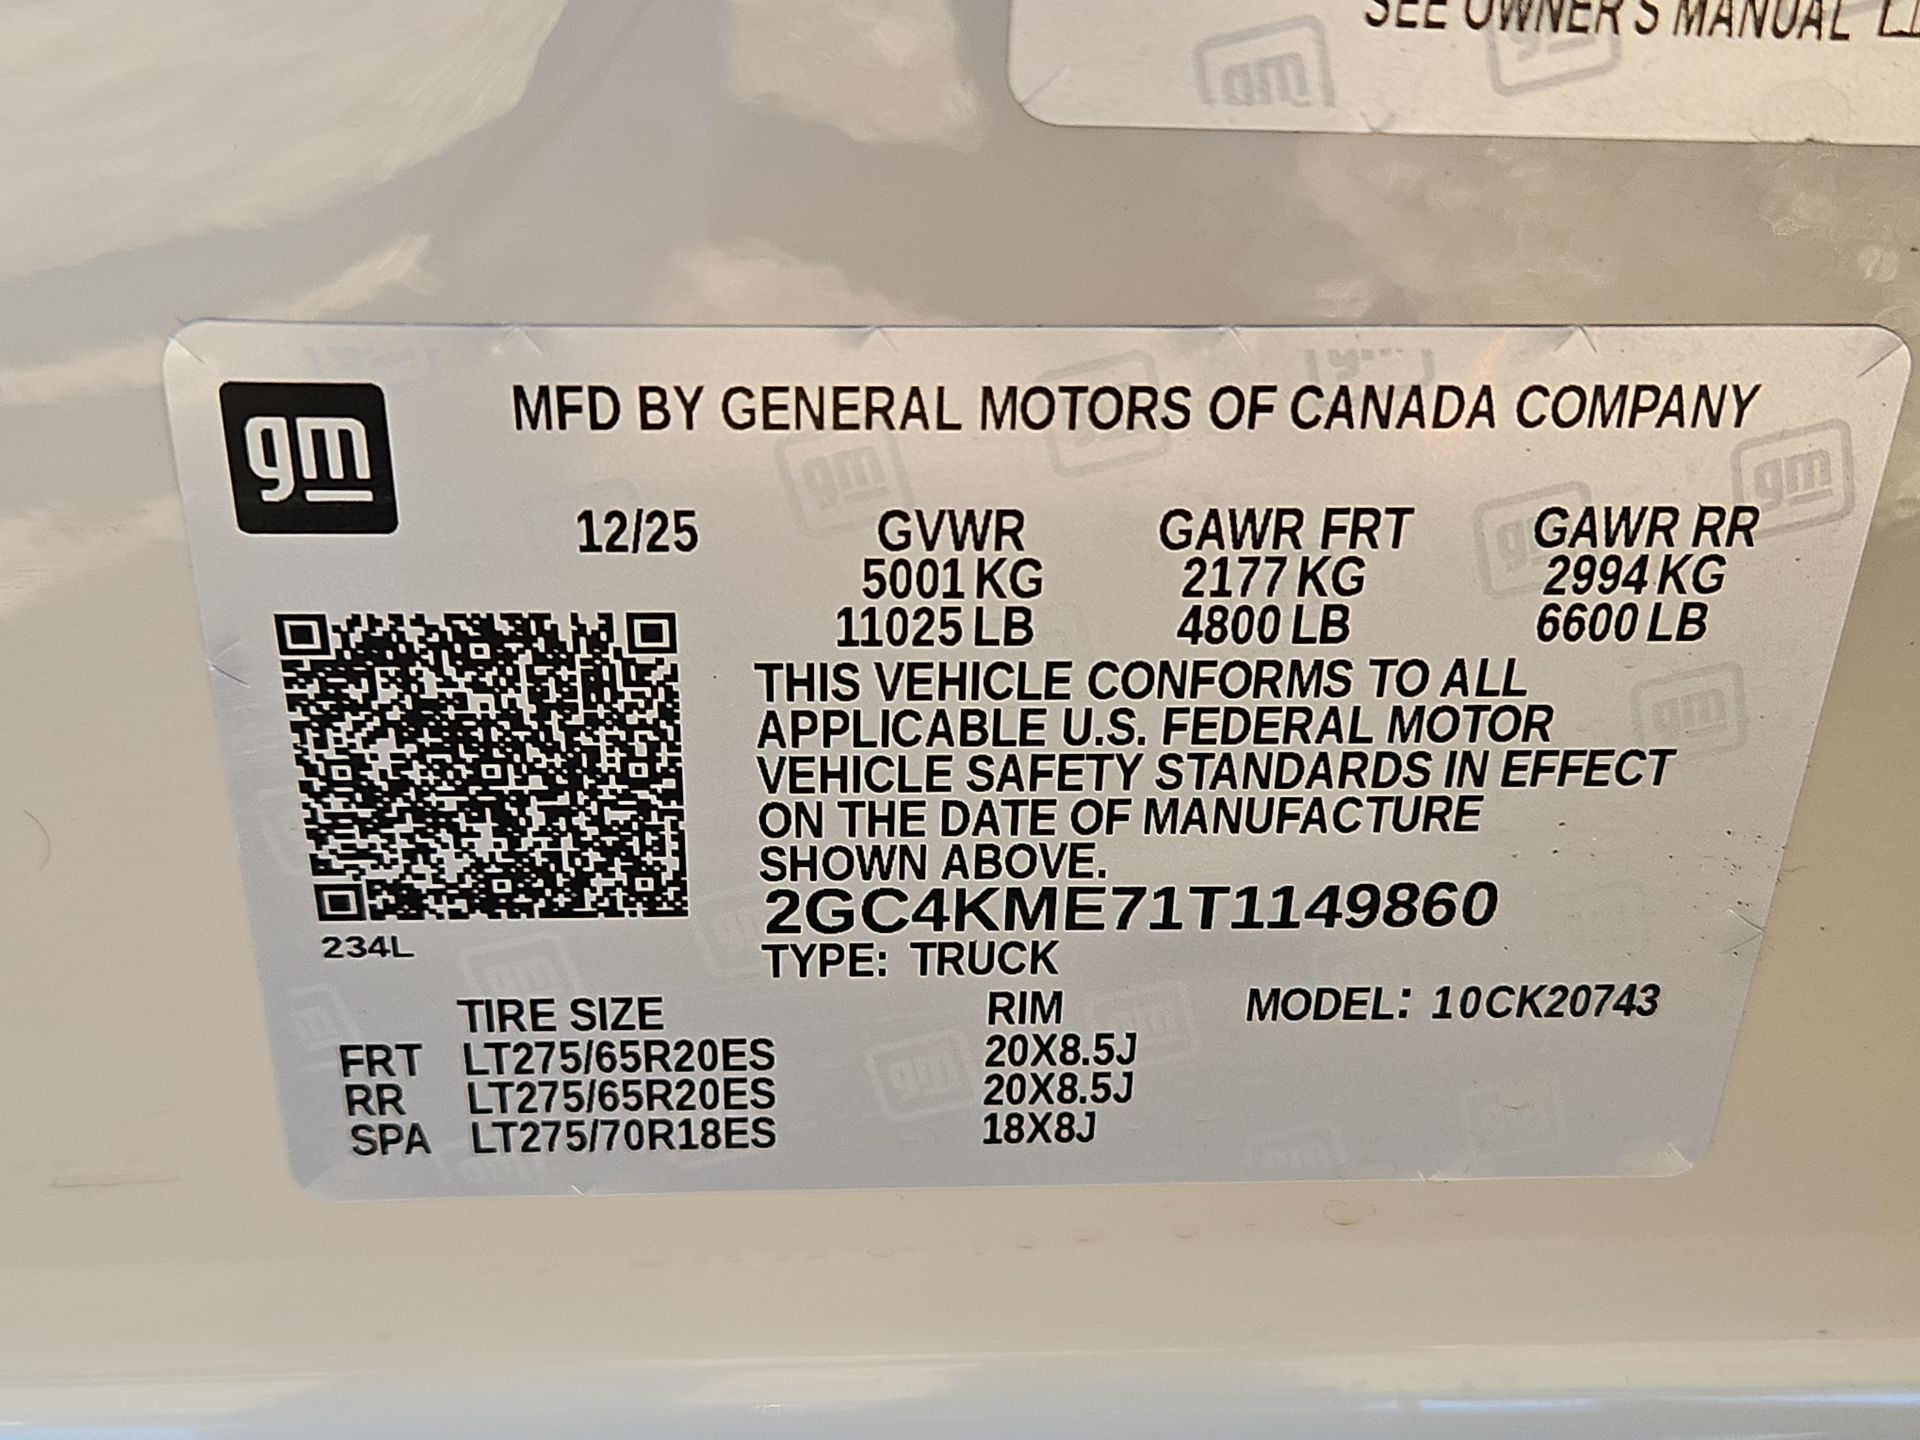 SEE OWNER'S MANUAL
gm
MFD BY GENERAL MOTORS OF CANADA COMPANY
12/25 GVWR GAWR FRT GAWR RR
5001 KG 2177 KG 2994 KG
11025 LB 4800 LB 6600 LB
THIS VEHICLE CONFORMS TO ALL
APPLICABLE U.S. FEDERAL MOTOR
VEHICLE SAFETY STANDARDS IN EFFECT
ON THE DATE OF MANUFACTURE
SHOWN ABOVE.
2GC4KME71T1149860
234L
TYPE: TRUCK
TIRE SIZE RIM MODEL: 10CK20743
FRT LT275/65R20ES 20X8.5J
RR LT275/65R20ES 20X8.5J
SPA LT275/70R18ES 18X8J